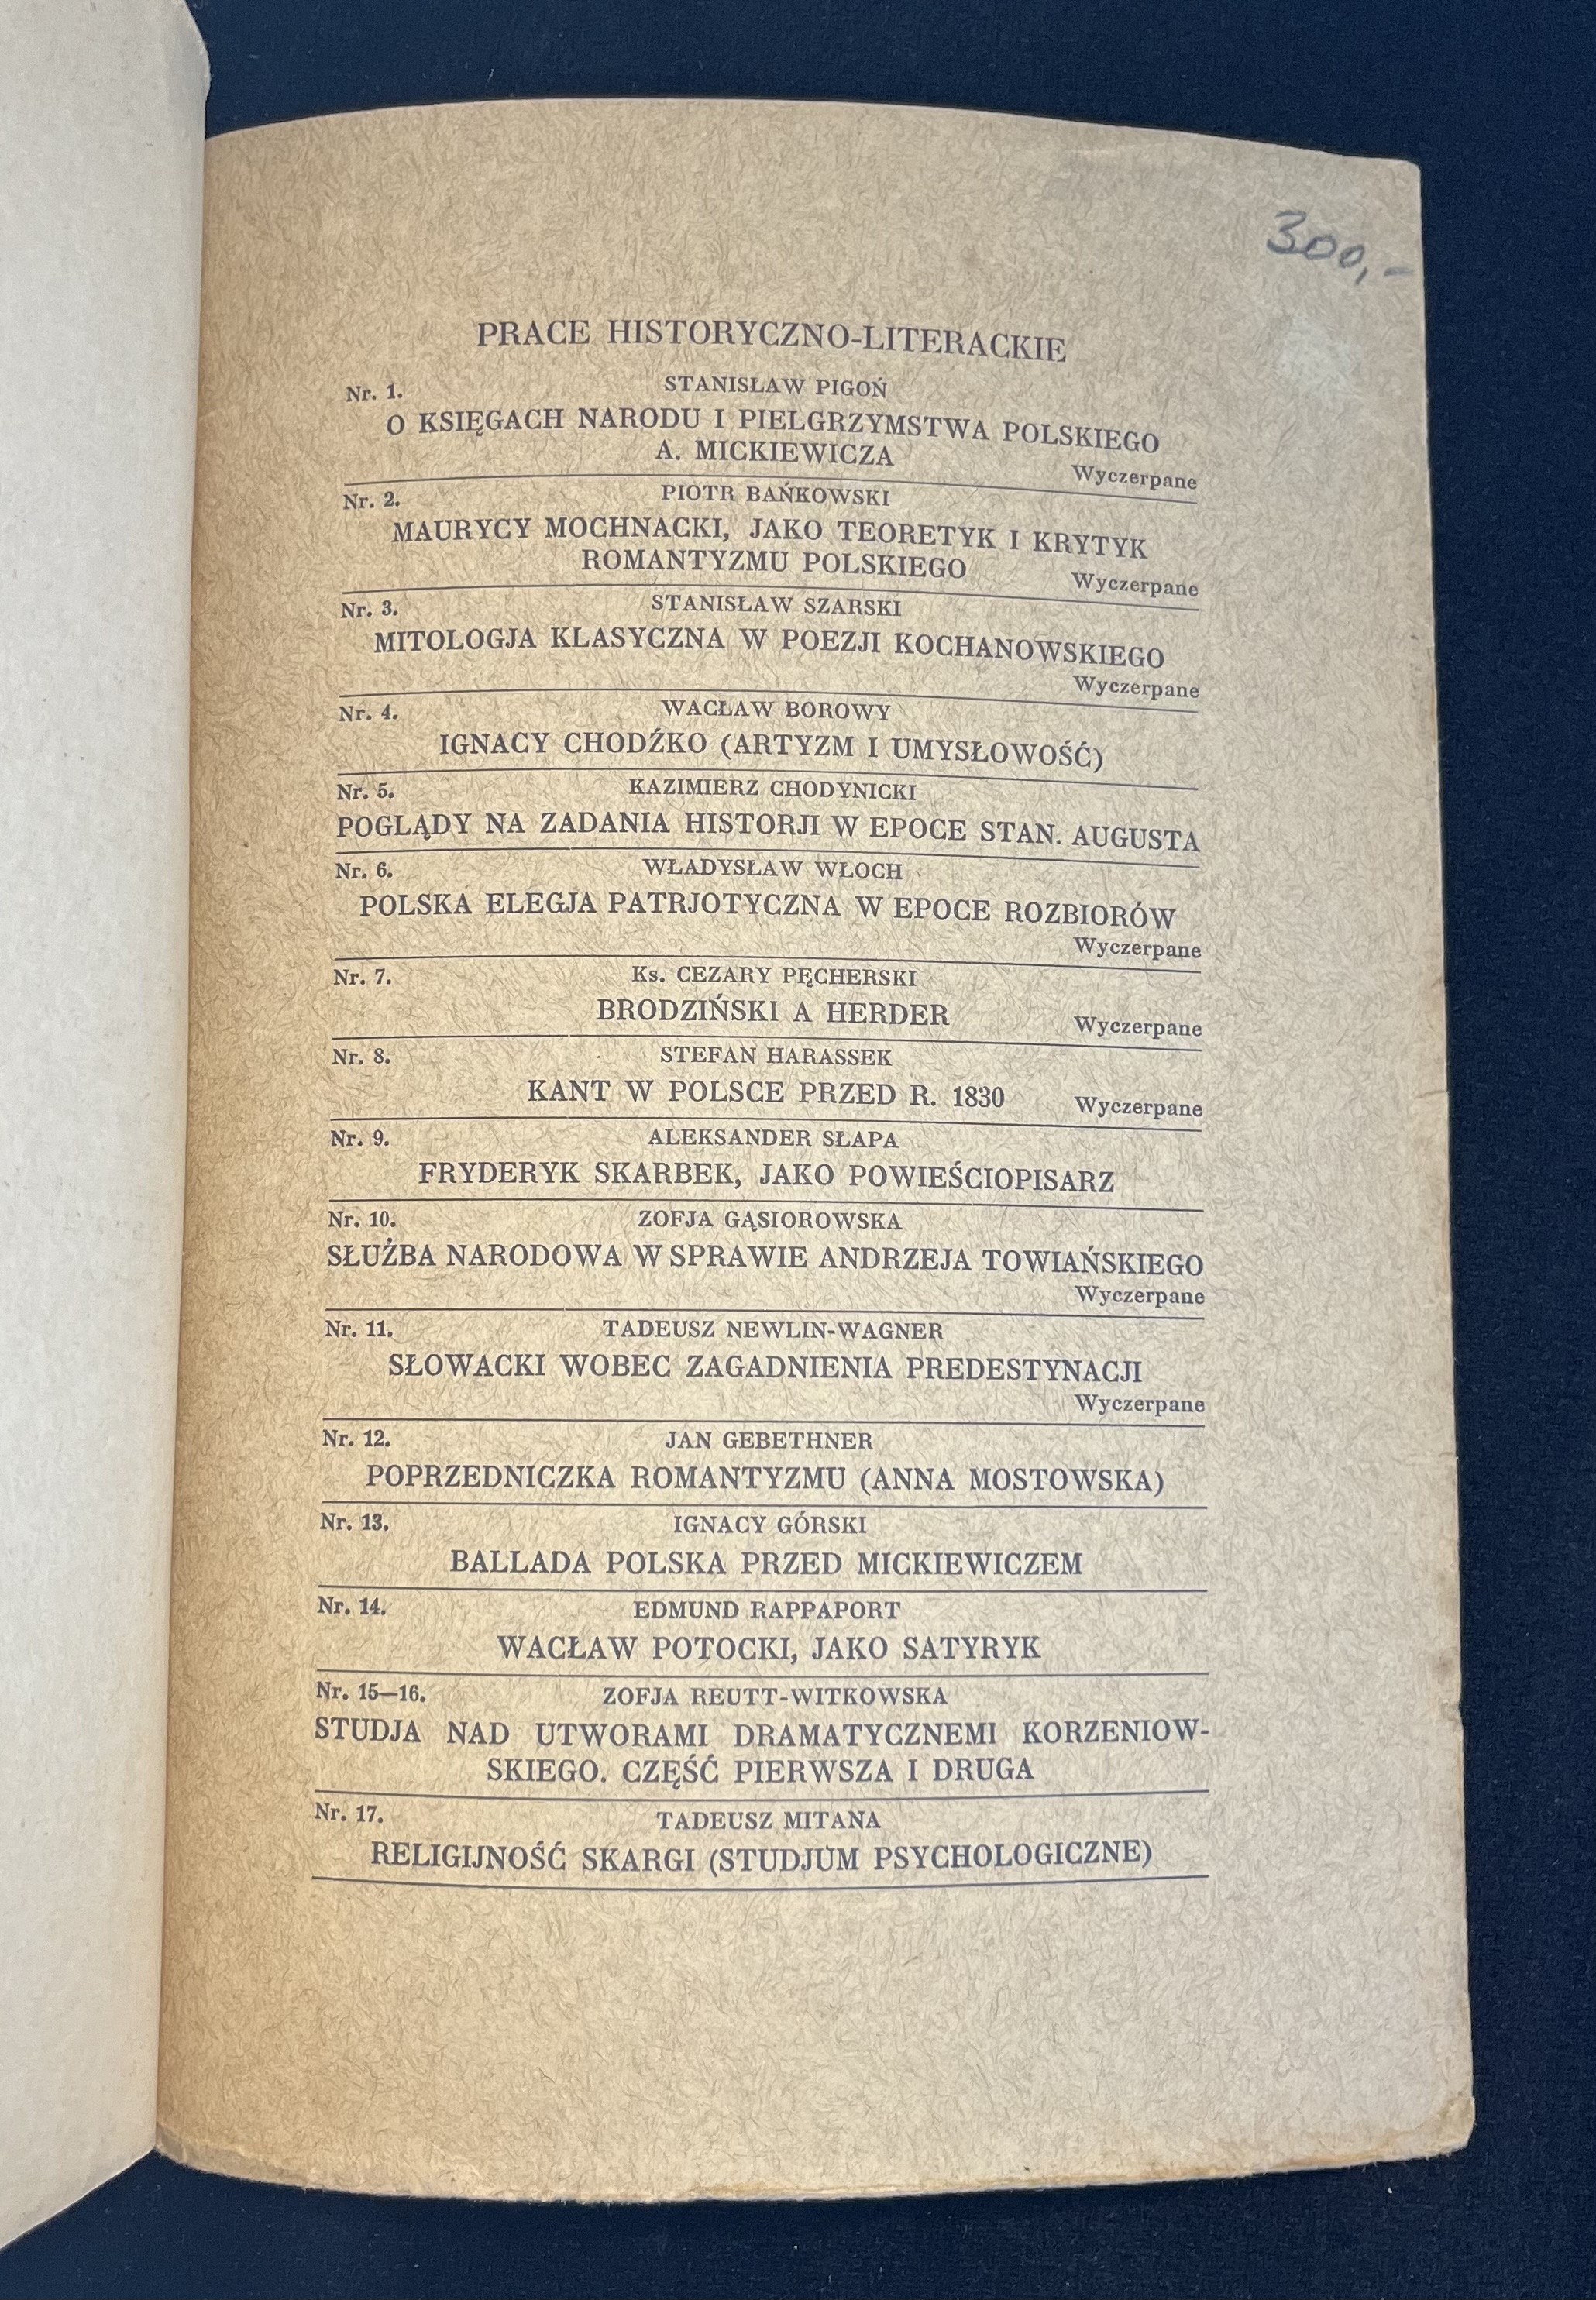 300,-
PRACE HISTORYCZNO-LITERACKIE
Nr. 1. STANISŁAW PIGOŃ
O KSIĘGACH NARODU I PIELGRZYMSTWA POLSKIEGO
A. MICKIEWICZA
Wyczerpane
Nr. 2. PIOTR BAŃKOWSKI
MAURYCY MOCHNACKI, JAKO TEORETYK I KRYTYK
ROMANTYZMU POLSKIEGO
Wyczerpane
Nr. 3. STANISŁAW SZARSKI
MITOLOGJA KLASYCZNA W POEZJI KOCHANOWSKIEGO
Wyczerpane
Nr. 4. WACŁAW BOROWY
IGNACY CHODŹKO (ARTYZM I UMYSŁOWOŚĆ)
Nr. 5. KAZIMIERZ CHODYNICKI
POGLĄDY NA ZADANIA HISTORJI W EPOCE STAN. AUGUSTA
Nr. 6. WŁADYSŁAW WŁOCH
POLSKA ELEGJA PATRJOTYCZNA W EPOCE ROZBIORÓW
Wyczerpane
Nr. 7. Ks. CEZARY PĘCHERSKI
BRODZIŃSKI A HERDER Wyczerpane
Nr. 8. STEFAN HARASSEK
KANT W POLSCE PRZED R. 1830 Wyczerpane
Nr. 9. ALEKSANDER SŁAPA
FRYDERYK SKARBEK, JAKO POWIEŚCIOPISARZ
Nr. 10. ZOFJA GĄSIOROWSKA
SŁUŻBA NARODOWA W SPRAWIE ANDRZEJA TOWIAŃSKIEGO
Wyczerpane
Nr. 11. TADEUSZ NEWLIN-WAGNER
SŁOWACKI WOBEC ZAGADNIENIA PREDESTYNACJI
Wyczerpane
Nr. 12. JAN GEBETHNER
POPRZEDNICZKA ROMANTYZMU (ANNA MOSTOWSKA)
Nr. 13. IGNACY GÓRSKI
BALLADA POLSKA PRZED MICKIEWICZEM
Nr. 14. EDMUND RAPPAPORT
WACŁAW POTOCKI, JAKO SATYRYK
Nr. 15—16. ZOFJA REUTT-WITKOWSKA
STUDJA NAD UTWORAMI DRAMATYCZNEMI KORZENIOW-
SKIEGO. CZĘŚĆ PIERWSZA I DRUGA
Nr. 17. TADEUSZ MITANA
RELIGIJNOŚĆ SKARGI (STUDJUM PSYCHOLOGICZNE)